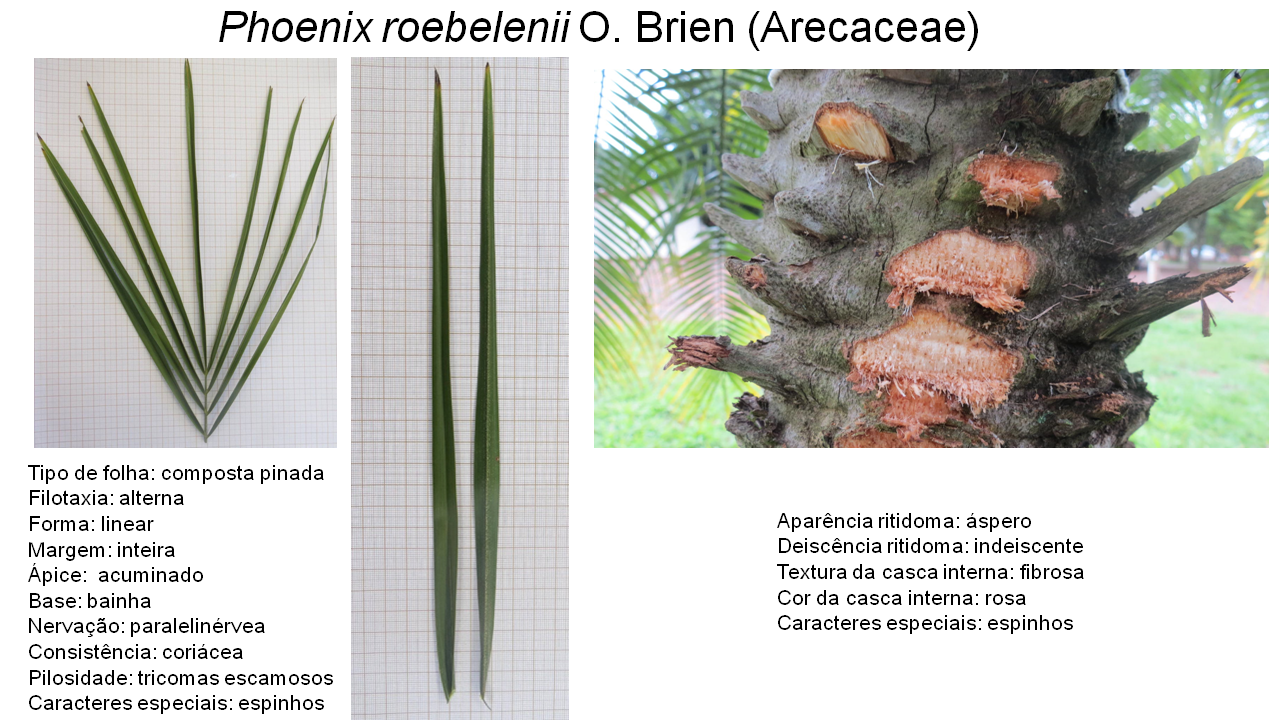 Phoenix roebelenii O. Brien (Arecaceae)
Tipo de folha: composta pinada
Filotaxia: alterna
Forma: linear
Margem: inteira
Ápice:  acuminado
Base: bainha
Nervação: paralelinérvea
Consistência: coriácea
Pilosidade: tricomas escamosos
Caracteres especiais: espinhos
Aparência ritidoma: áspero
Deiscência ritidoma: indeiscente
Textura da casca interna: fibrosa
Cor da casca interna: rosa
Caracteres especiais: espinhos